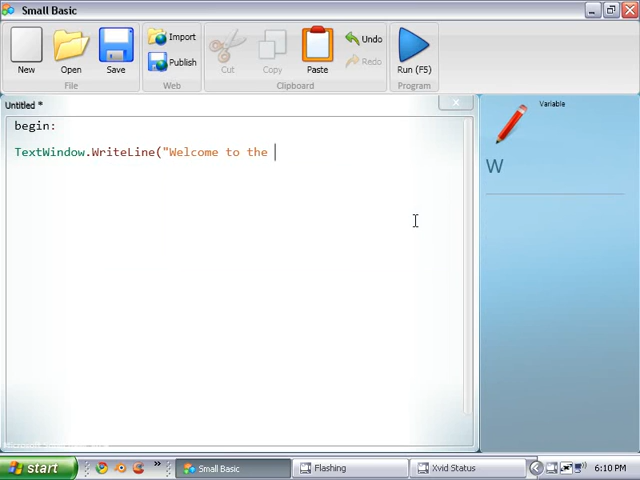 Small Basic
New
Open
Save
Import
Publish
Cut
Copy
Paste
Undo
Redo
Run (F5)
File
Web
Clipboard
Program
Untitled *
begin:
TextWindow.WriteLine("Welcome to the
Variable
W
start
Small Basic
Flashing
Xvid Status
6:10 PM